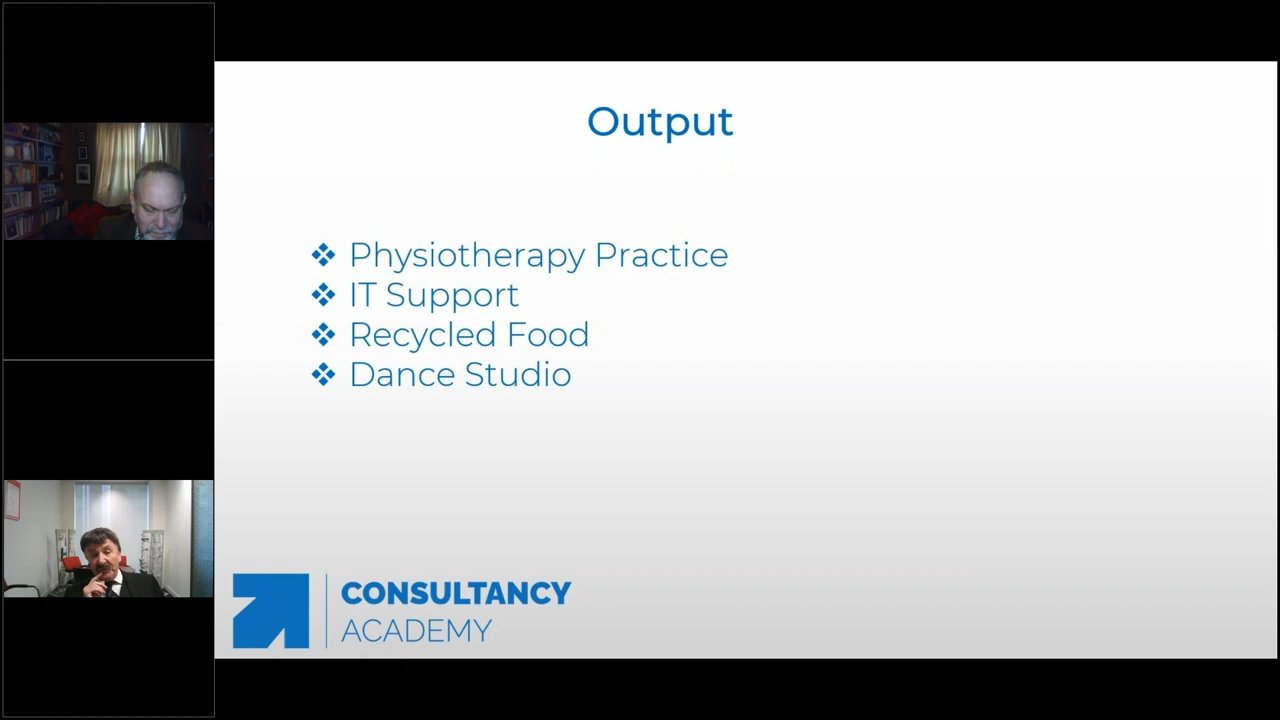 Output
❖ Physiotherapy Practice
❖ IT Support
❖ Recycled Food
❖ Dance Studio
CONSULTANCY
ACADEMY